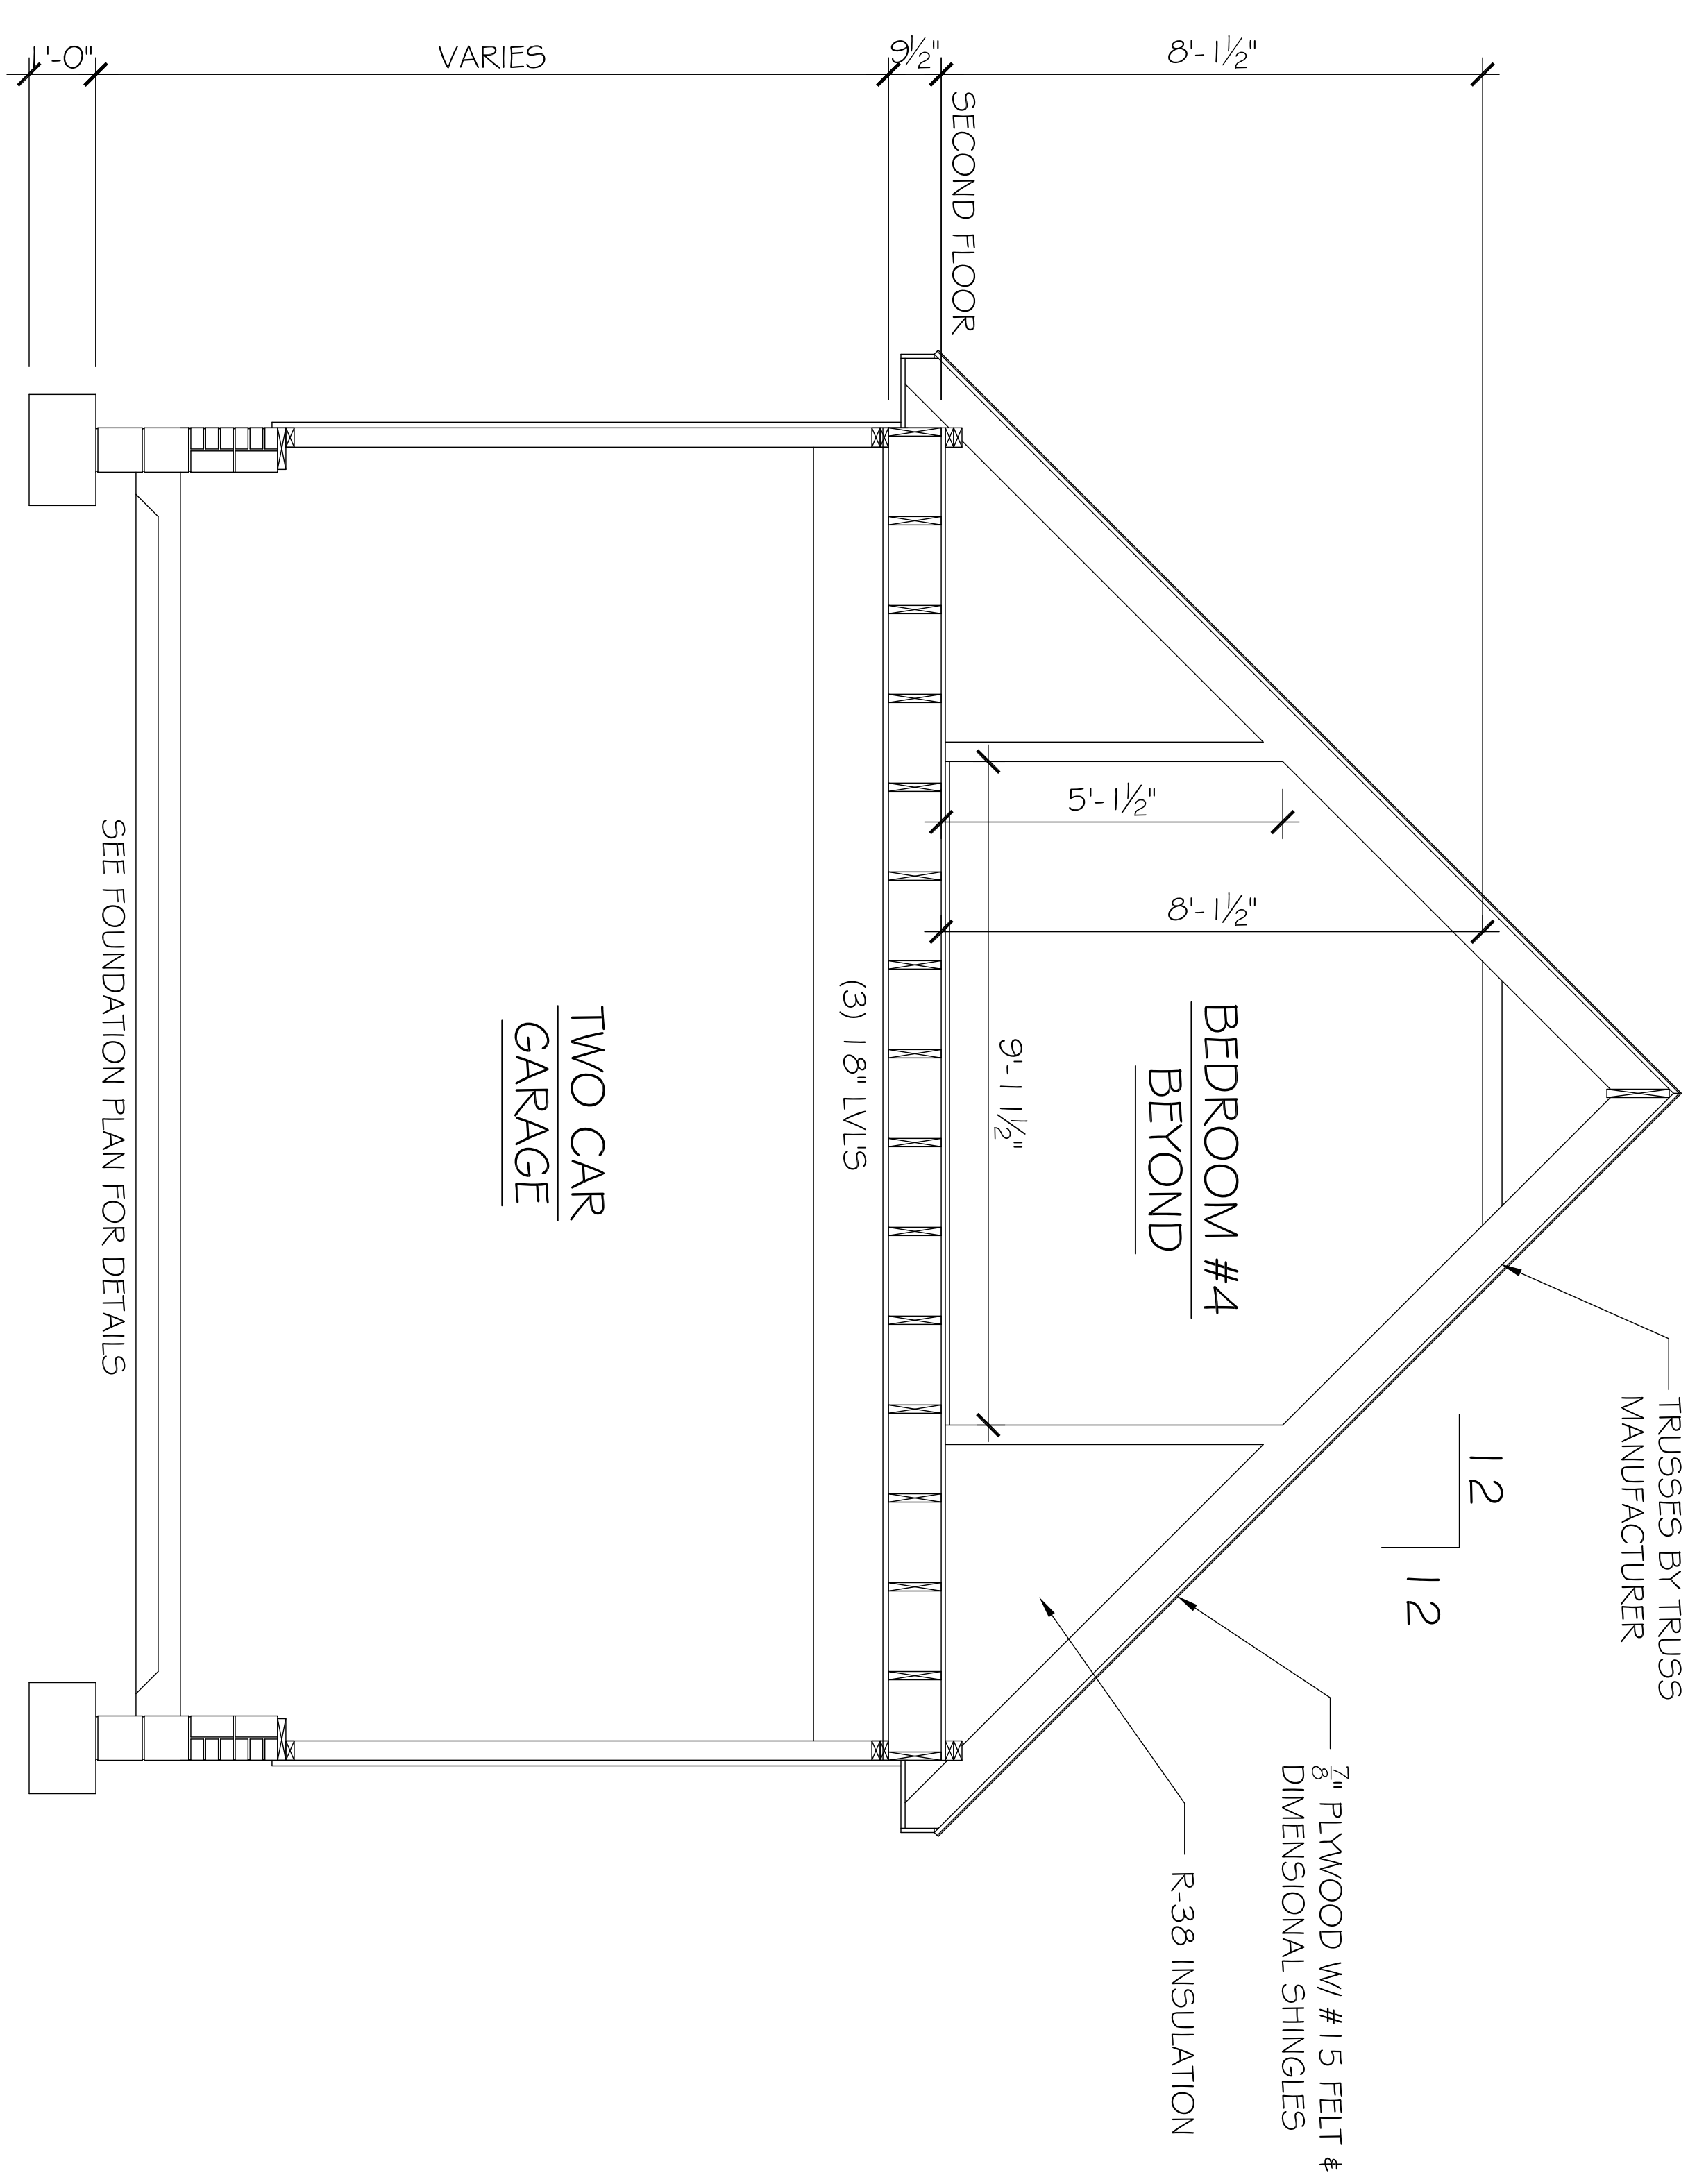 TRUSSES BY TRUSS
MANUFACTURER
12
12
7/8" PLYWOOD W/ #15 FELT &
DIMENSIONAL SHINGLES
R-38 INSULATION
8'-1½"
8'-1½"
5'-1½"
BEDROOM #4
BEYOND
9'-11½"
SECOND FLOOR
9½"
(3) 18" LVL'S
VARIES
TWO CAR
GARAGE
SEE FOUNDATION PLAN FOR DETAILS
1'-0"